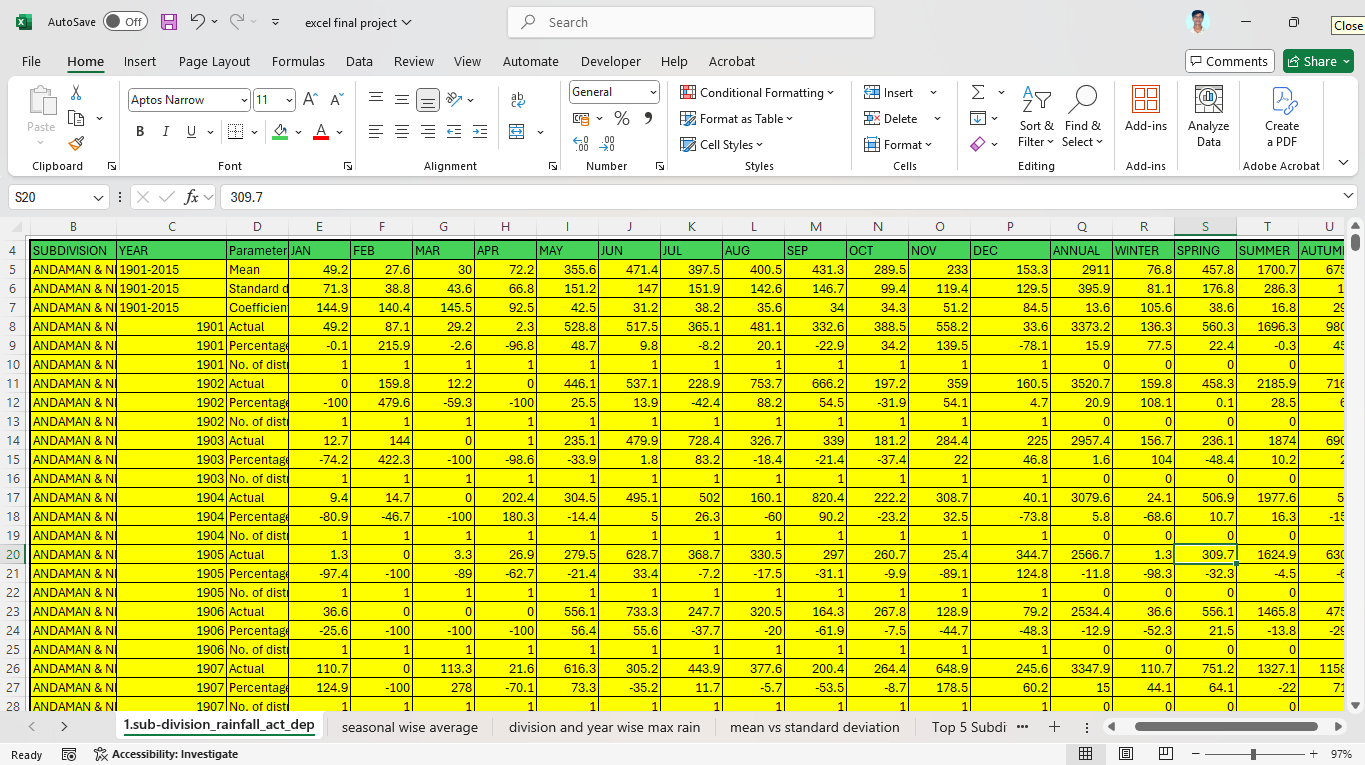 AutoSave Off excel final project Search Close
File Home Insert Page Layout Formulas Data Review View Automate Developer Help Acrobat Comments Share
Paste Aptos Narrow 11 General Conditional Formatting Insert
B I U A % Format as Table Delete Sort & Filter Find & Select Add-ins Analyze Data Create a PDF
Cell Styles Format
Clipboard Font Alignment Number Styles Cells Editing Add-ins Adobe Acrobat
S20 fx 309.7
B C D E F G H I J K L M N O P Q R S T U
4 SUBDIVISION YEAR Parameter JAN FEB MAR APR MAY JUN JUL AUG SEP OCT NOV DEC ANNUAL WINTER SPRING SUMMER AUTUM
5 ANDAMAN & NI 1901-2015 Mean 49.2 27.6 30 72.2 355.6 471.4 397.5 400.5 431.3 289.5 233 153.3 2911 76.8 457.8 1700.7 675
6 ANDAMAN & NI 1901-2015 Standard d 71.3 38.8 43.6 66.8 151.2 147 151.9 142.6 146.7 99.4 119.4 129.5 395.9 81.1 176.8 286.3 1
7 ANDAMAN & NI 1901-2015 Coefficien 144.9 140.4 145.5 92.5 42.5 31.2 38.2 35.6 34 34.3 51.2 84.5 13.6 105.6 38.6 16.8 29
8 ANDAMAN & NI 1901 Actual 49.2 87.1 29.2 2.3 528.8 517.5 365.1 481.1 332.6 388.5 558.2 33.6 3373.2 136.3 560.3 1696.3 980
9 ANDAMAN & NI 1901 Percentage -0.1 215.9 -2.6 -96.8 48.7 9.8 -8.2 20.1 -22.9 34.2 139.5 -78.1 15.9 77.5 22.4 -0.3 45
10 ANDAMAN & NI 1901 No. of distr 1 1 1 1 1 1 1 1 1 1 1 1 0 0 0 0
11 ANDAMAN & NI 1902 Actual 0 159.8 12.2 0 446.1 537.1 228.9 753.7 666.2 197.2 359 160.5 3520.7 159.8 458.3 2185.9 716
12 ANDAMAN & NI 1902 Percentage -100 479.6 -59.3 -100 25.5 13.9 -42.4 88.2 54.5 -31.9 54.1 4.7 20.9 108.1 0.1 28.5
13 ANDAMAN & NI 1902 No. of distr 1 1 1 1 1 1 1 1 1 1 1 1 0 0 0 0
14 ANDAMAN & NI 1903 Actual 12.7 144 0 1 235.1 479.9 728.4 326.7 339 181.2 284.4 225 2957.4 156.7 236.1 1874 690
15 ANDAMAN & NI 1903 Percentage -74.2 422.3 -100 -98.6 -33.9 1.8 83.2 -18.4 -21.4 -37.4 22 46.8 1.6 104 -48.4 10.2
16 ANDAMAN & NI 1903 No. of distr 1 1 1 1 1 1 1 1 1 1 1 1 0 0 0 0
17 ANDAMAN & NI 1904 Actual 9.4 14.7 0 202.4 304.5 495.1 502 160.1 820.4 222.2 308.7 40.1 3079.6 24.1 506.9 1977.6 5
18 ANDAMAN & NI 1904 Percentage -80.9 -46.7 -100 180.3 -14.4 5 26.3 -60 90.2 -23.2 32.5 -73.8 5.8 -68.6 10.7 16.3 -15
19 ANDAMAN & NI 1904 No. of distr 1 1 1 1 1 1 1 1 1 1 1 1 0 0 0 0
20 ANDAMAN & NI 1905 Actual 1.3 0 3.3 26.9 279.5 628.7 368.7 330.5 297 260.7 25.4 344.7 2566.7 1.3 309.7 1624.9 630
21 ANDAMAN & NI 1905 Percentage -97.4 -100 -89 -62.7 -21.4 33.4 -7.2 -17.5 -31.1 -9.9 -89.1 124.8 -11.8 -98.3 -32.3 -4.5
22 ANDAMAN & NI 1905 No. of distr 1 1 1 1 1 1 1 1 1 1 1 1 0 0 0 0
23 ANDAMAN & NI 1906 Actual 36.6 0 0 0 556.1 733.3 247.7 320.5 164.3 267.8 128.9 79.2 2534.4 36.6 556.1 1465.8 475
24 ANDAMAN & NI 1906 Percentage -25.6 -100 -100 -100 56.4 55.6 -37.7 -20 -61.9 -7.5 -44.7 -48.3 -12.9 -52.3 21.5 -13.8 -29
25 ANDAMAN & NI 1906 No. of distr 1 1 1 1 1 1 1 1 1 1 1 1 0 0 0 0
26 ANDAMAN & NI 1907 Actual 110.7 0 113.3 21.6 616.3 305.2 443.9 377.6 200.4 264.4 648.9 245.6 3347.9 110.7 751.2 1327.1 1158
27 ANDAMAN & NI 1907 Percentage 124.9 -100 278 -70.1 73.3 -35.2 11.7 -5.7 -53.5 -8.7 178.5 60.2 15 44.1 64.1 -22 71
28 ANDAMAN & NI 1907 No. of distr 1 1 1 1 1 1 1 1 1 1 1 1 0 0 0 0
1.sub-division_rainfall_act_dep seasonal wise average division and year wise max rain mean vs standard deviation Top 5 Subdi
Ready Accessibility: Investigate 97%